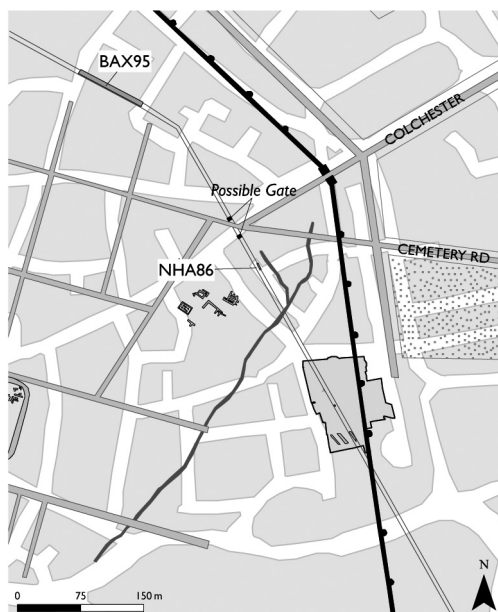 BAX95
COLCHESTER
Possible Gate
CEMETERY RD
NHA86
N
0 75 150 m